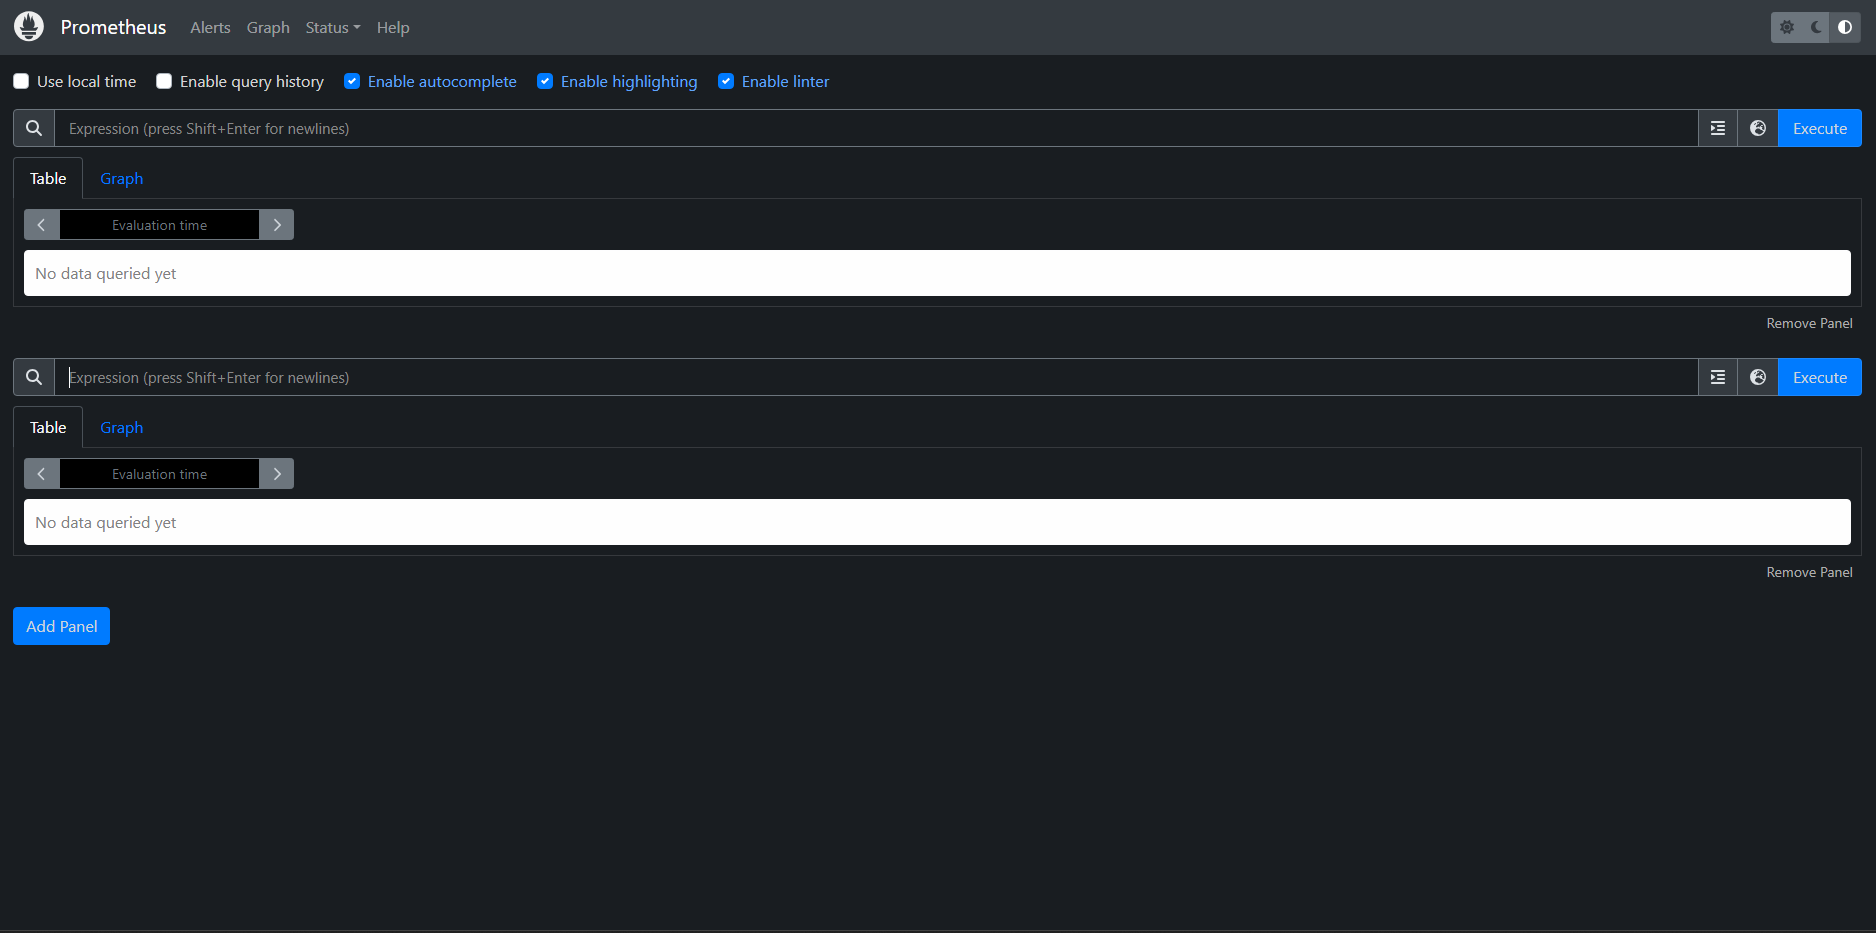 Prometheus Alerts Graph Status Help
Use local time Enable query history Enable autocomplete Enable highlighting Enable linter
Expression (press Shift+Enter for newlines) Execute
Table Graph
Evaluation time
No data queried yet
Remove Panel
Expression (press Shift+Enter for newlines) Execute
Table Graph
Evaluation time
No data queried yet
Remove Panel
Add Panel